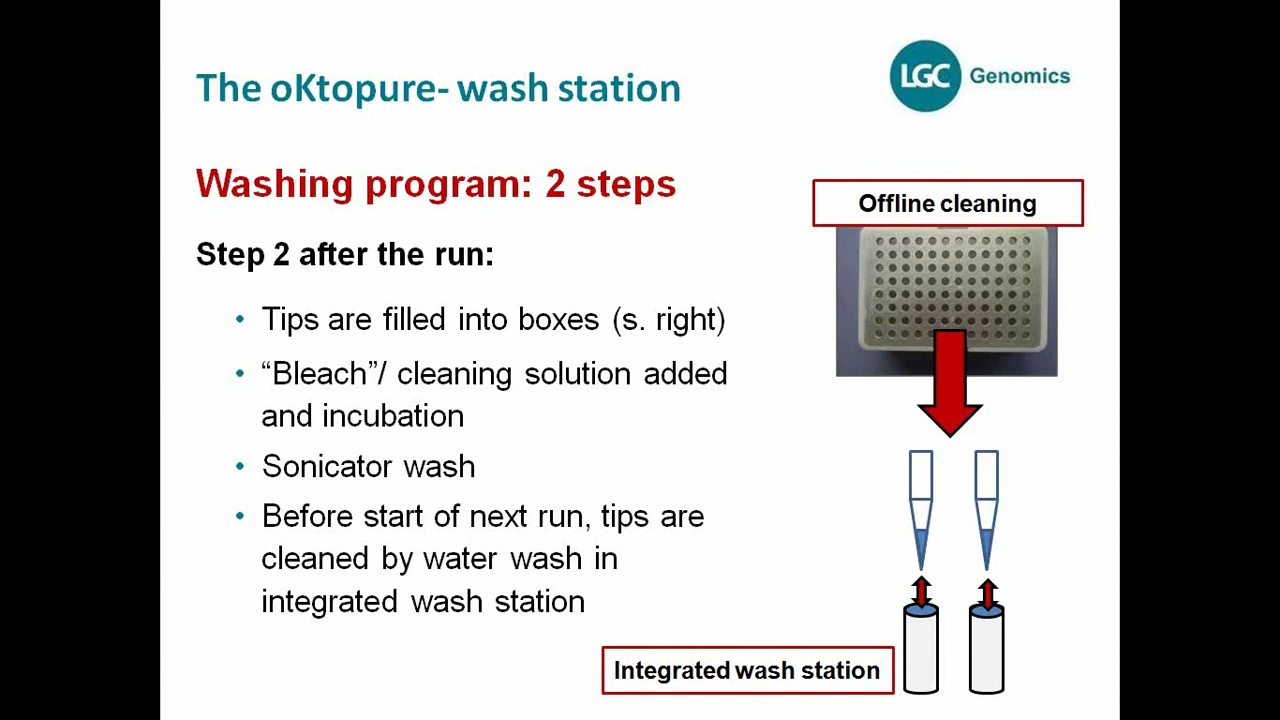 The oKtopure- wash station
LGC Genomics
Washing program: 2 steps
Offline cleaning
Step 2 after the run:
• Tips are filled into boxes (s. right)
• “Bleach”/ cleaning solution added
and incubation
• Sonicator wash
• Before start of next run, tips are
cleaned by water wash in
integrated wash station
Integrated wash station